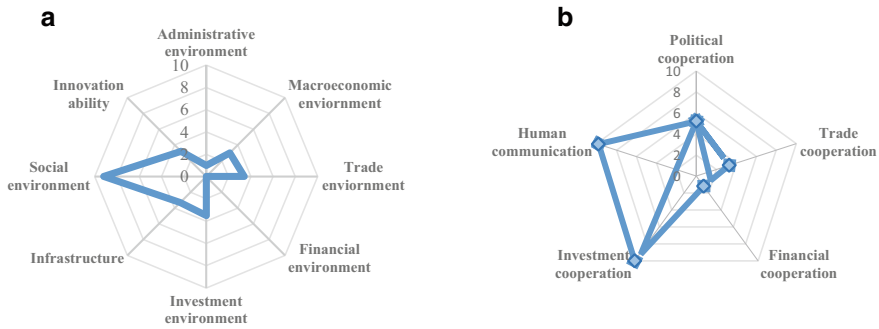 a
Administrative
environment
10
8
6
4
2
0
Macroeconomic
enviornment
Trade
enviornment
Financial
environment
Investment
environment
Infrastructure
Social
environment
Innovation
ability
b
Political
cooperation
10
8
6
4
2
0
Trade
cooperation
Financial
cooperation
Investment
cooperation
Human
communication